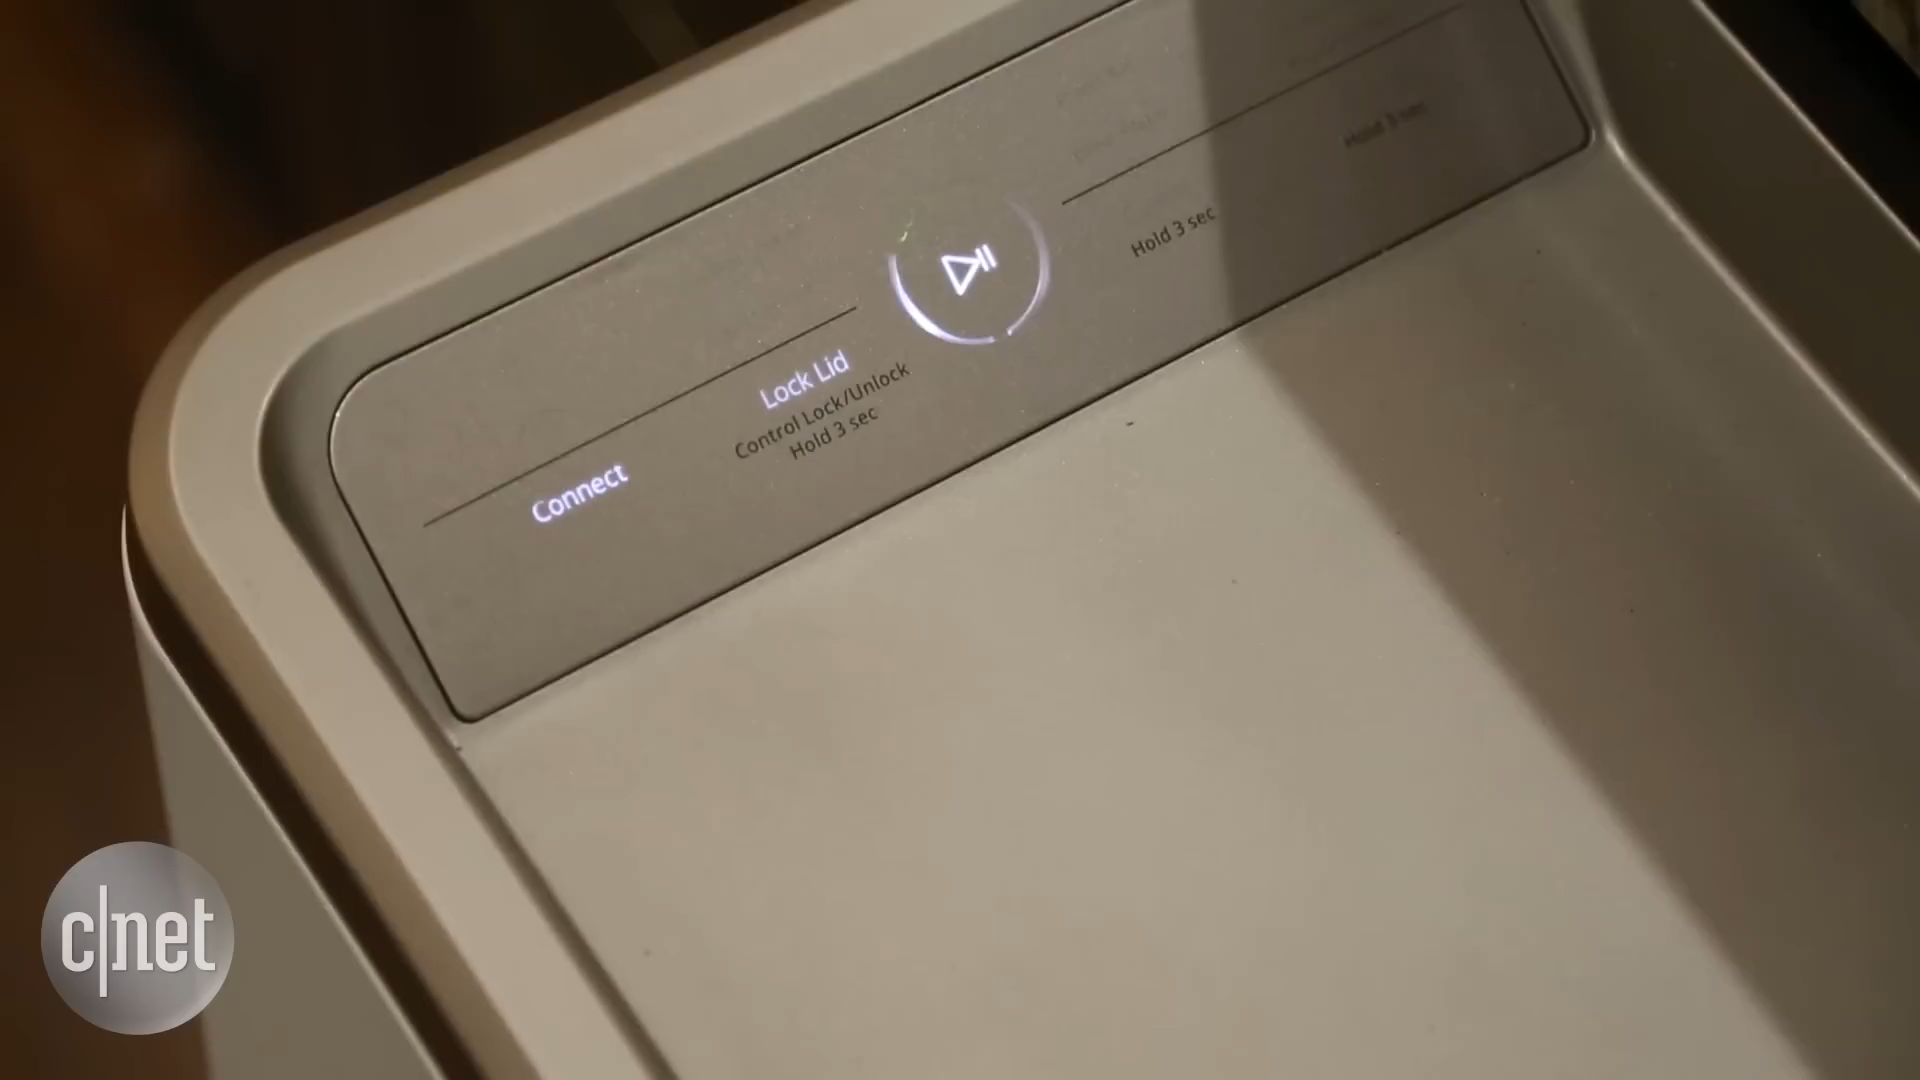 Hold 3 sec
Hold 3 sec
Lock Lid
Control Lock/Unlock
Hold 3 sec
Connect
c|net